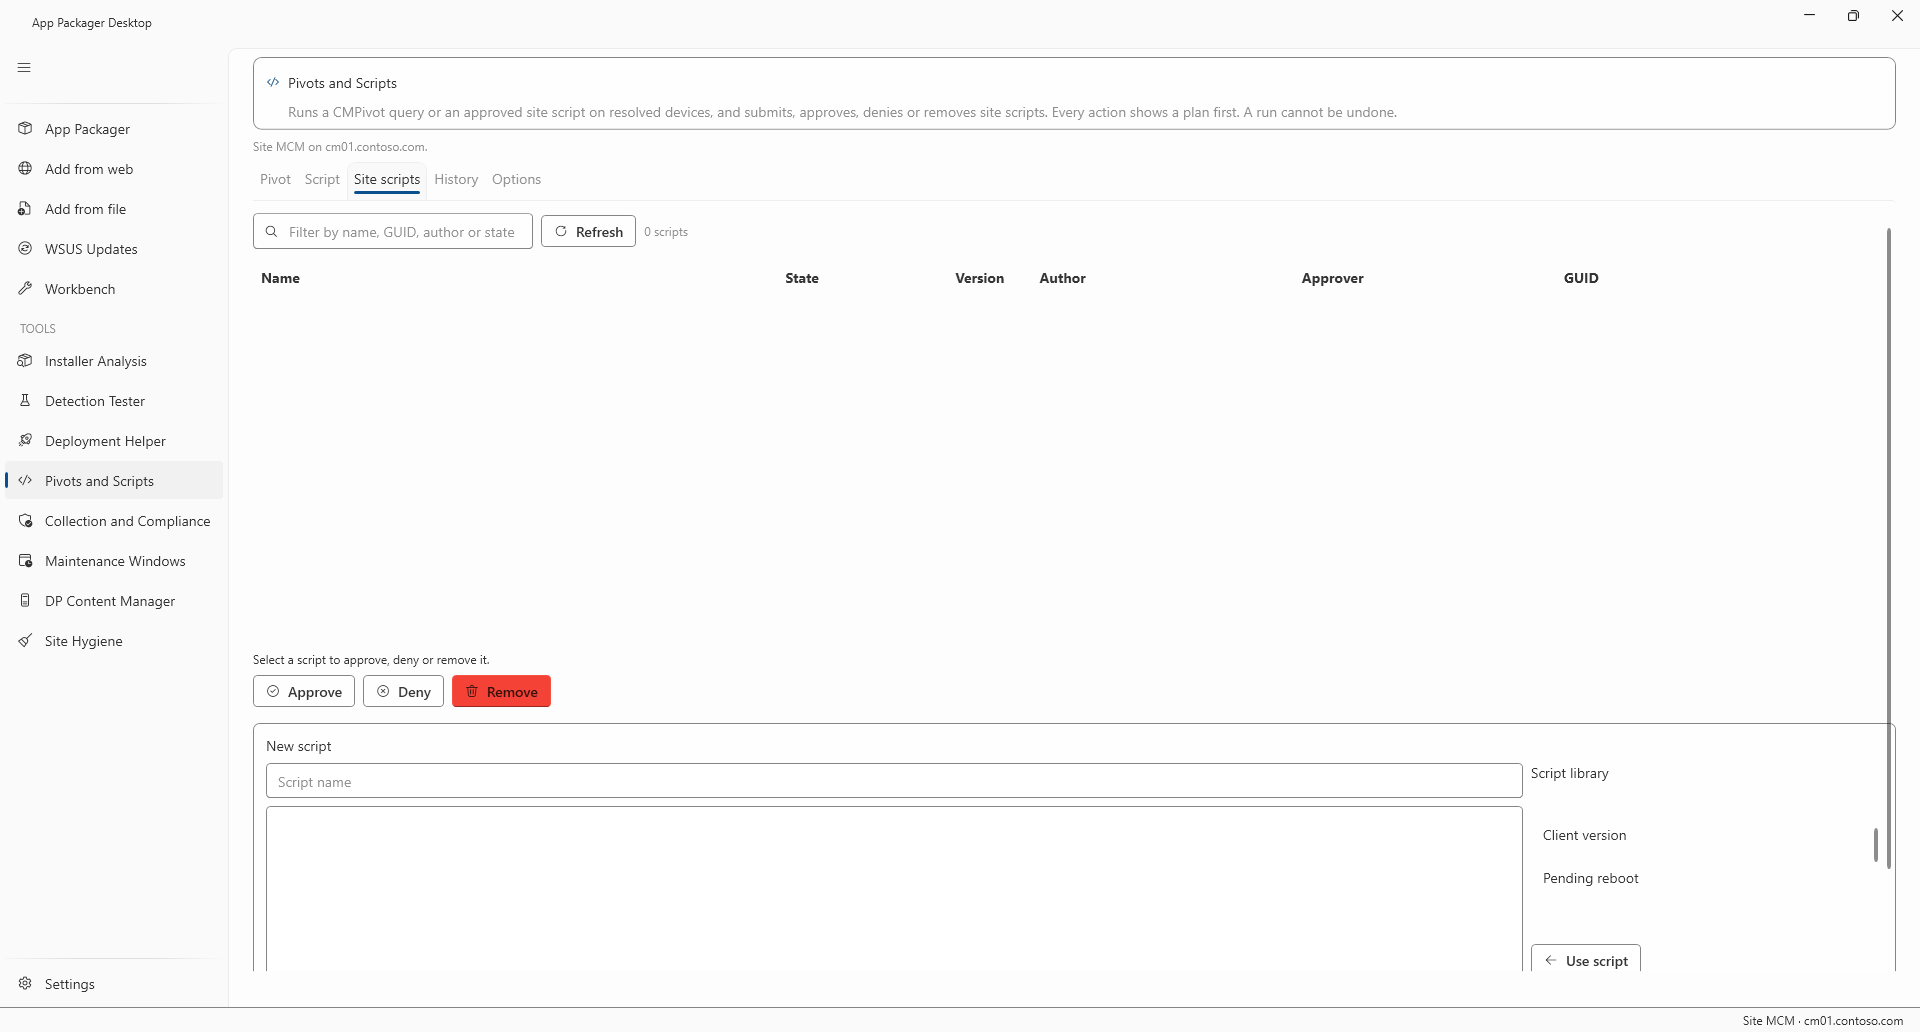 App Packager Desktop
App Packager
Add from web
Add from file
WSUS Updates
Workbench
TOOLS
Installer Analysis
Detection Tester
Deployment Helper
Pivots and Scripts
Collection and Compliance
Maintenance Windows
DP Content Manager
Site Hygiene
Settings
Pivots and Scripts
Runs a CMPivot query or an approved site script on resolved devices, and submits, approves, denies or removes site scripts. Every action shows a plan first. A run cannot be undone.
Site MCM on cm01.contoso.com.
Pivot Script Site scripts History Options
Filter by name, GUID, author or state Refresh 0 scripts
Name State Version Author Approver GUID
Select a script to approve, deny or remove it.
Approve Deny Remove
New script
Script name
Script library
Client version
Pending reboot
Use script
Site MCM · cm01.contoso.com